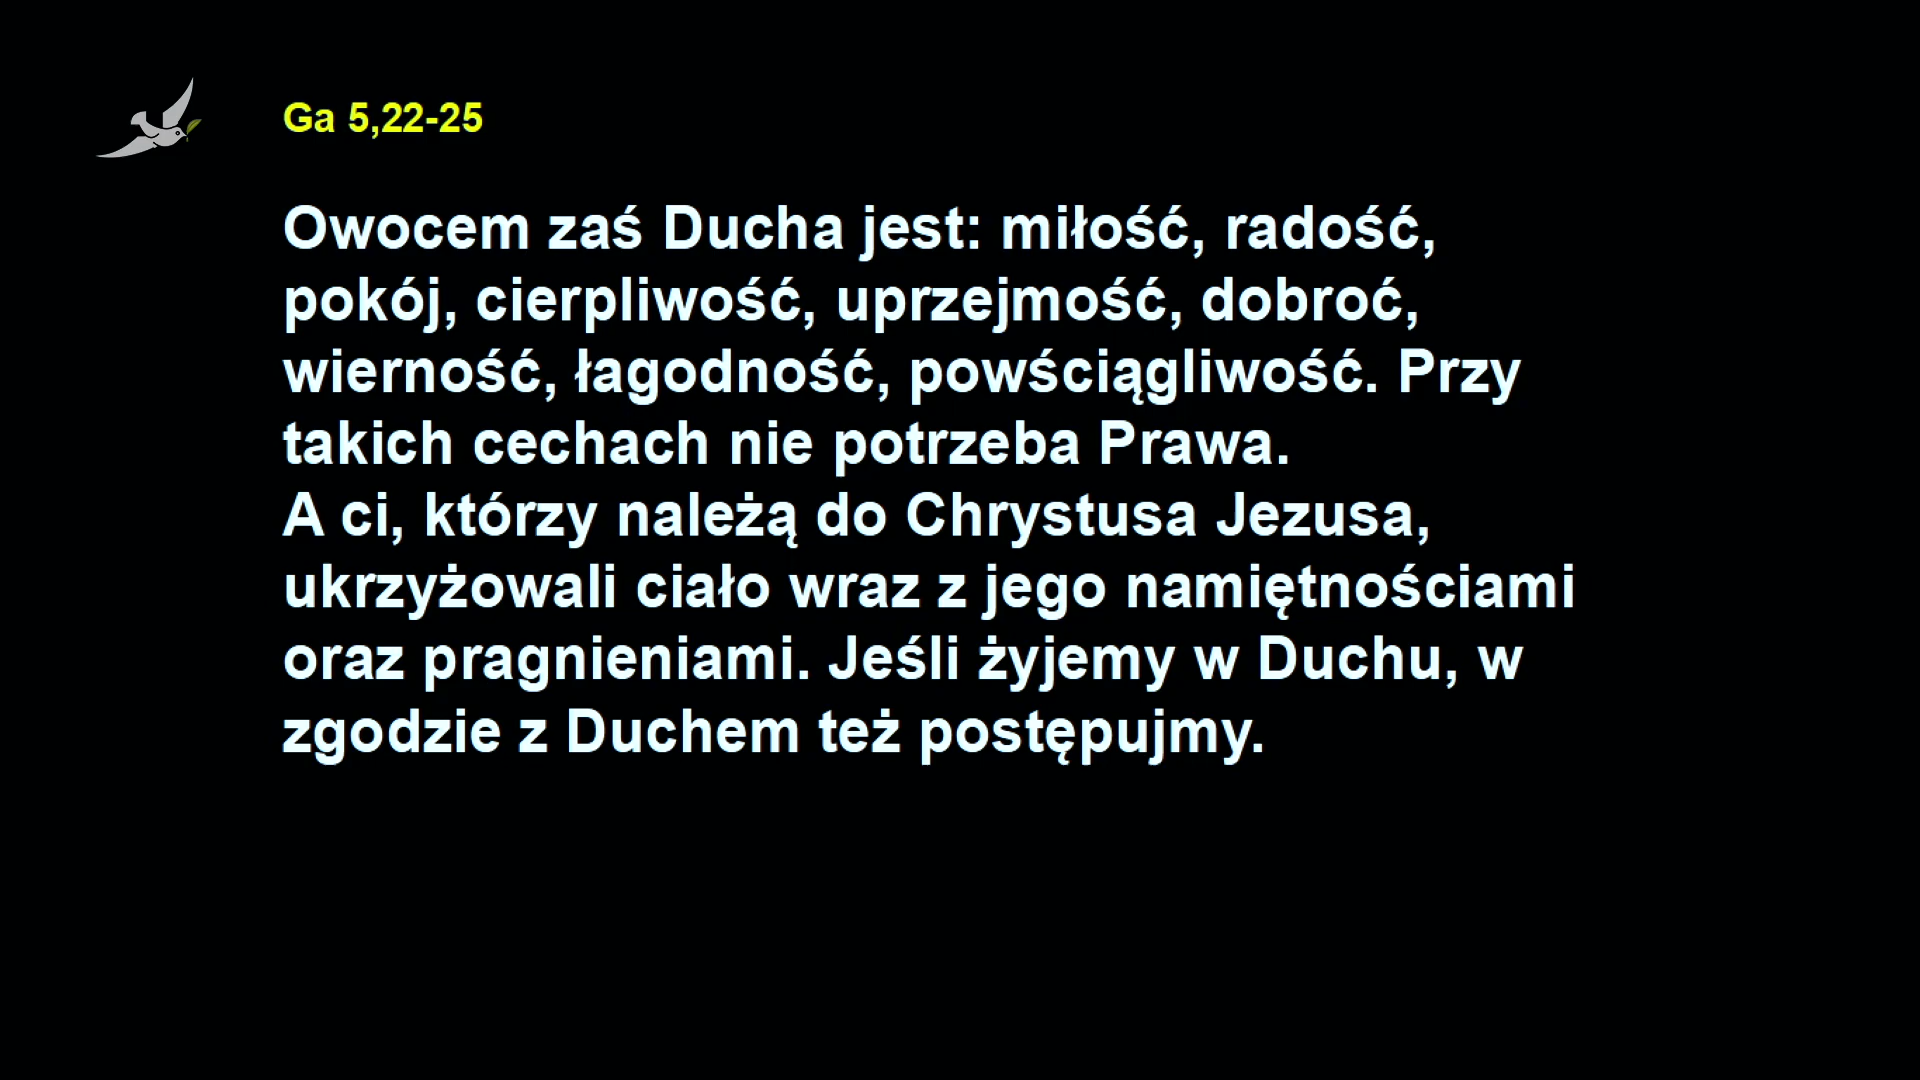 Ga 5,22-25
Owocem zaś Ducha jest: miłość, radość,
pokój, cierpliwość, uprzejmość, dobroć,
wierność, łagodność, powściągliwość. Przy
takich cechach nie potrzeba Prawa.
A ci, którzy należą do Chrystusa Jezusa,
ukrzyżowali ciało wraz z jego namiętnościami
oraz pragnieniami. Jeśli żyjemy w Duchu, w
zgodzie z Duchem też postępujmy.